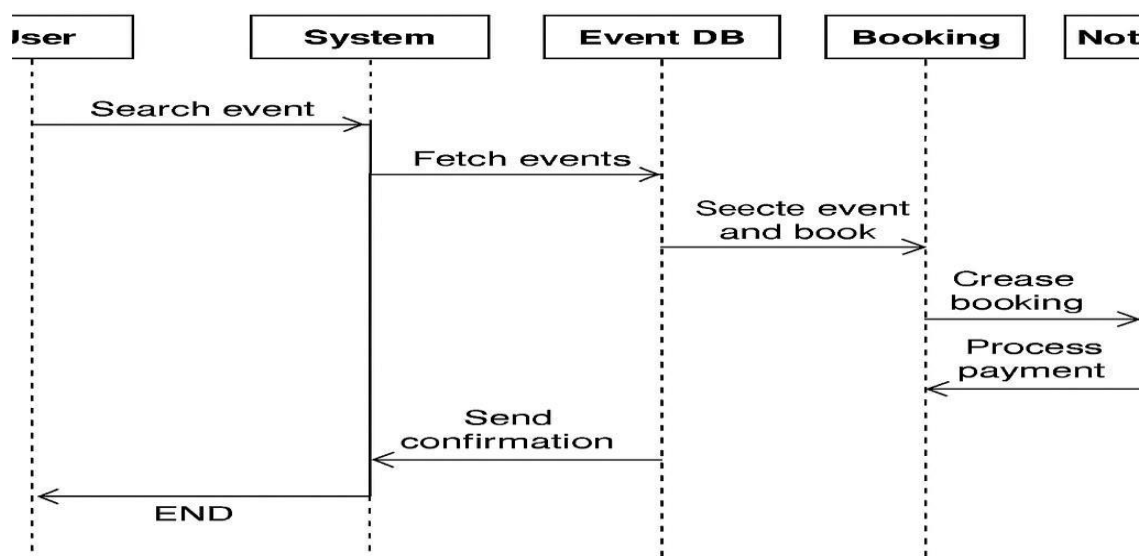 User System Event DB Booking Not
Search event
Fetch events
Seecte event
and book
Crease
booking
Process
payment
Send
confirmation
END